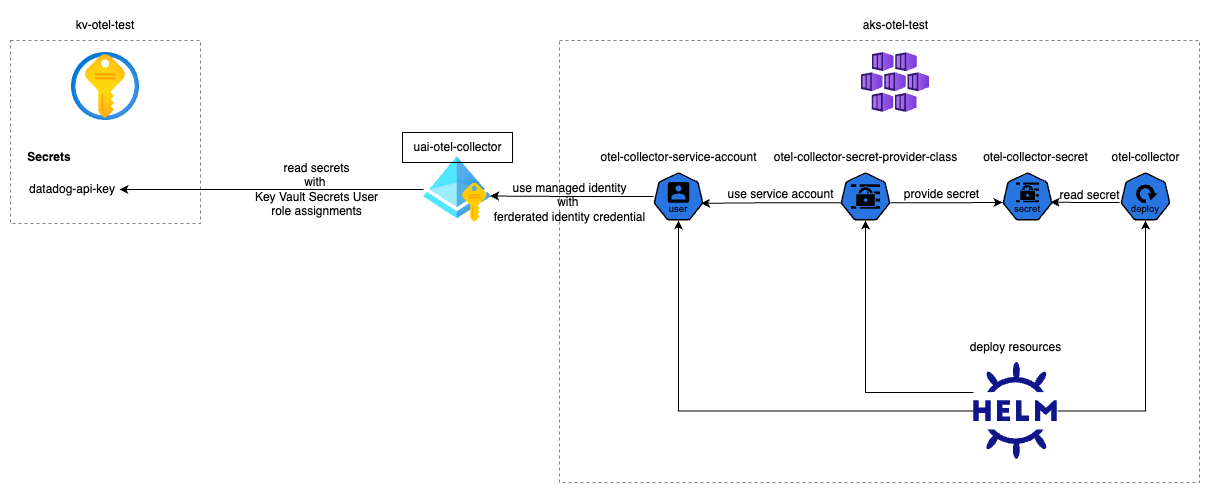 kv-otel-test
aks-otel-test
Secrets
datadog-api-key
read secrets
with
Key Vault Secrets User
role assignments
uai-otel-collector
use managed identity
with
ferderated identity credential
otel-collector-service-account
user
use service account
otel-collector-secret-provider-class
provide secret
otel-collector-secret
secret
read secret
otel-collector
deploy
deploy resources
HELM